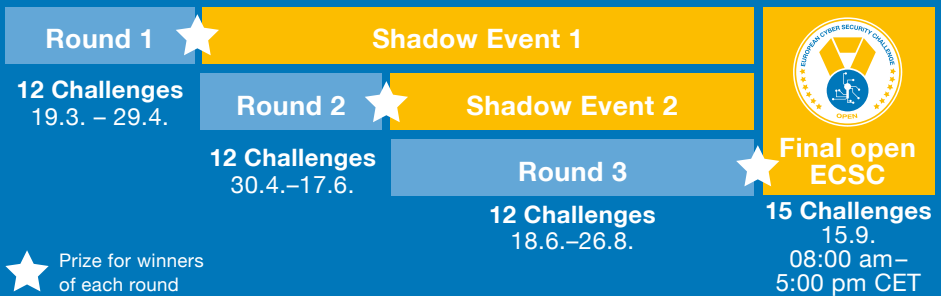 Round 1
Shadow Event 1
12 Challenges
19.3. – 29.4.
Round 2
Shadow Event 2
12 Challenges
30.4.–17.6.
Round 3
12 Challenges
18.6.–26.8.
EUROPEAN CYBER SECURITY CHALLENGE
OPEN
Final open
ECSC
15 Challenges
15.9.
08:00 am–
5:00 pm CET
Prize for winners
of each round